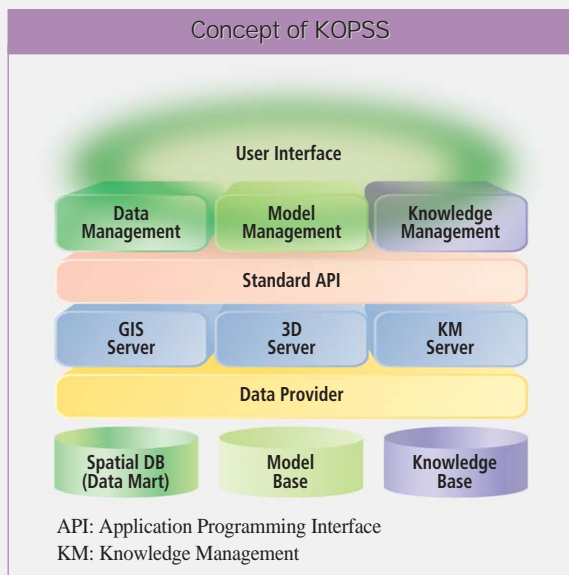 Concept of KOPSS
User Interface
Data
Management
Model
Management
Knowledge
Management
Standard API
GIS
Server
3D
Server
KM
Server
Data Provider
Spatial DB
(Data Mart)
Model
Base
Knowledge
Base
API: Application Programming Interface
KM: Knowledge Management